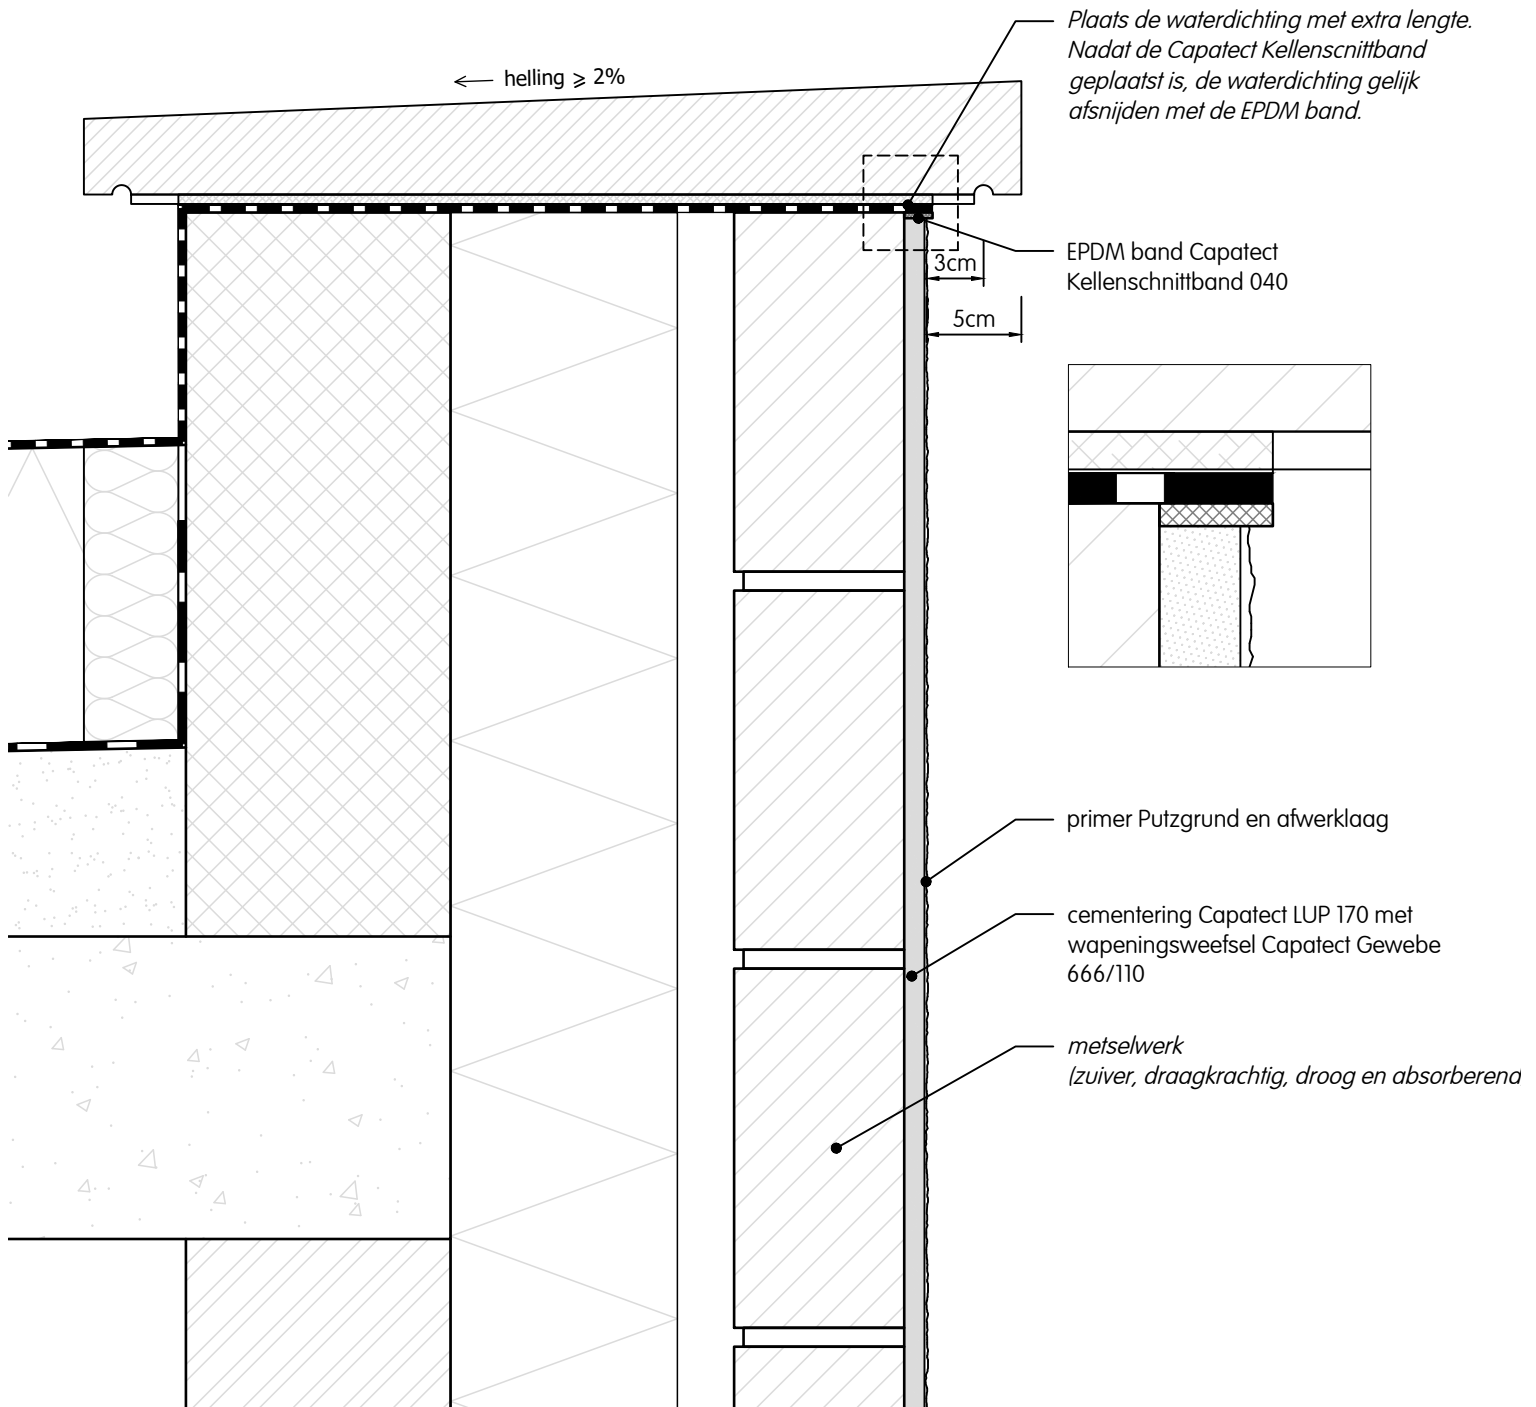 Plaats de waterdichting met extra lengte.
Nadat de Capatect Kellenscnittband
geplaatst is, de waterdichting gelijk
afsnijden met de EPDM band.
helling ⩾ 2%
EPDM band Capatect
Kellenschnittband 040
3cm
5cm
primer Putzgrund en afwerklaag
cementering Capatect LUP 170 met
wapeningsweefsel Capatect Gewebe
666/110
metselwerk
(zuiver, draagkrachtig, droog en absorberend